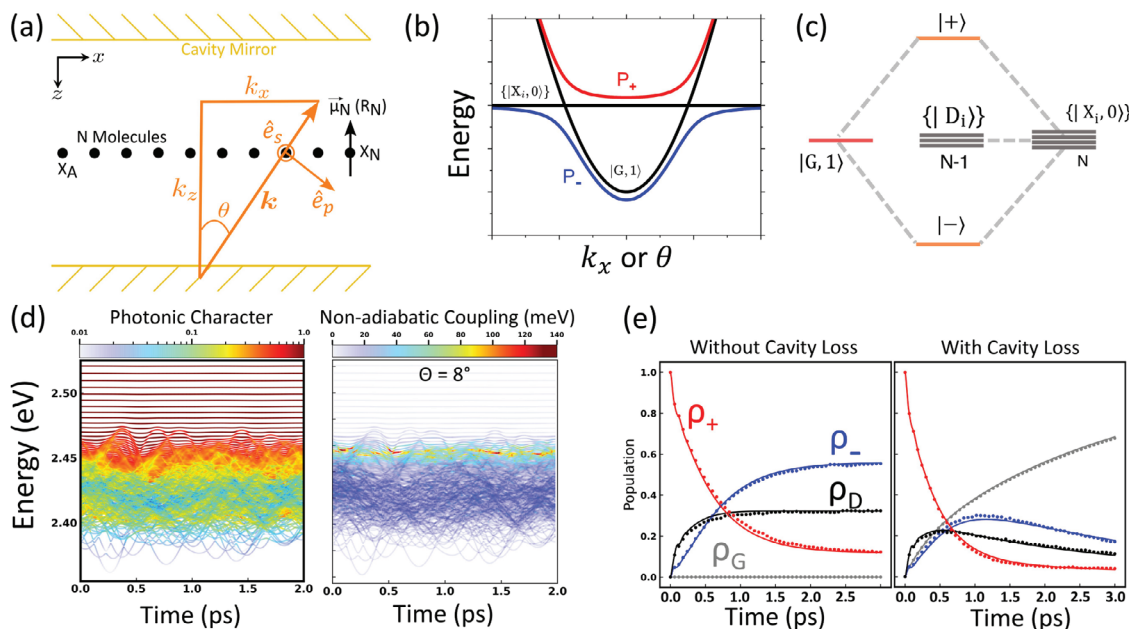 (a)
Cavity Mirror
x
z
k_x
μ⃗_N (R_N)
N Molecules
ê_s
X_A
X_N
k_z
k
ê_p
θ
(b)
Energy
P₊
{|X_i, 0⟩}
|G, 1⟩
P₋
k_x or θ
(c)
|+⟩
{| D_i⟩}
{| X_i, 0⟩}
|G, 1⟩
N-1
N
|−⟩
(d)
Photonic Character
0.01 0.1 1.0
Non-adiabatic Coupling (meV)
0 20 40 60 80 100 120 140
Θ = 8°
Energy (eV)
2.50
2.45
2.40
0.0 0.5 1.0 1.5 2.0
Time (ps)
0.0 0.5 1.0 1.5 2.0
Time (ps)
(e)
Without Cavity Loss
With Cavity Loss
Population
1.0
0.8
0.6
0.4
0.2
0.0
ρ₊
ρ₋
ρ_D
ρ_G
0.0 0.5 1.0 1.5 2.0 2.5
Time (ps)
0.0 0.5 1.0 1.5 2.0 2.5 3.0
Time (ps)